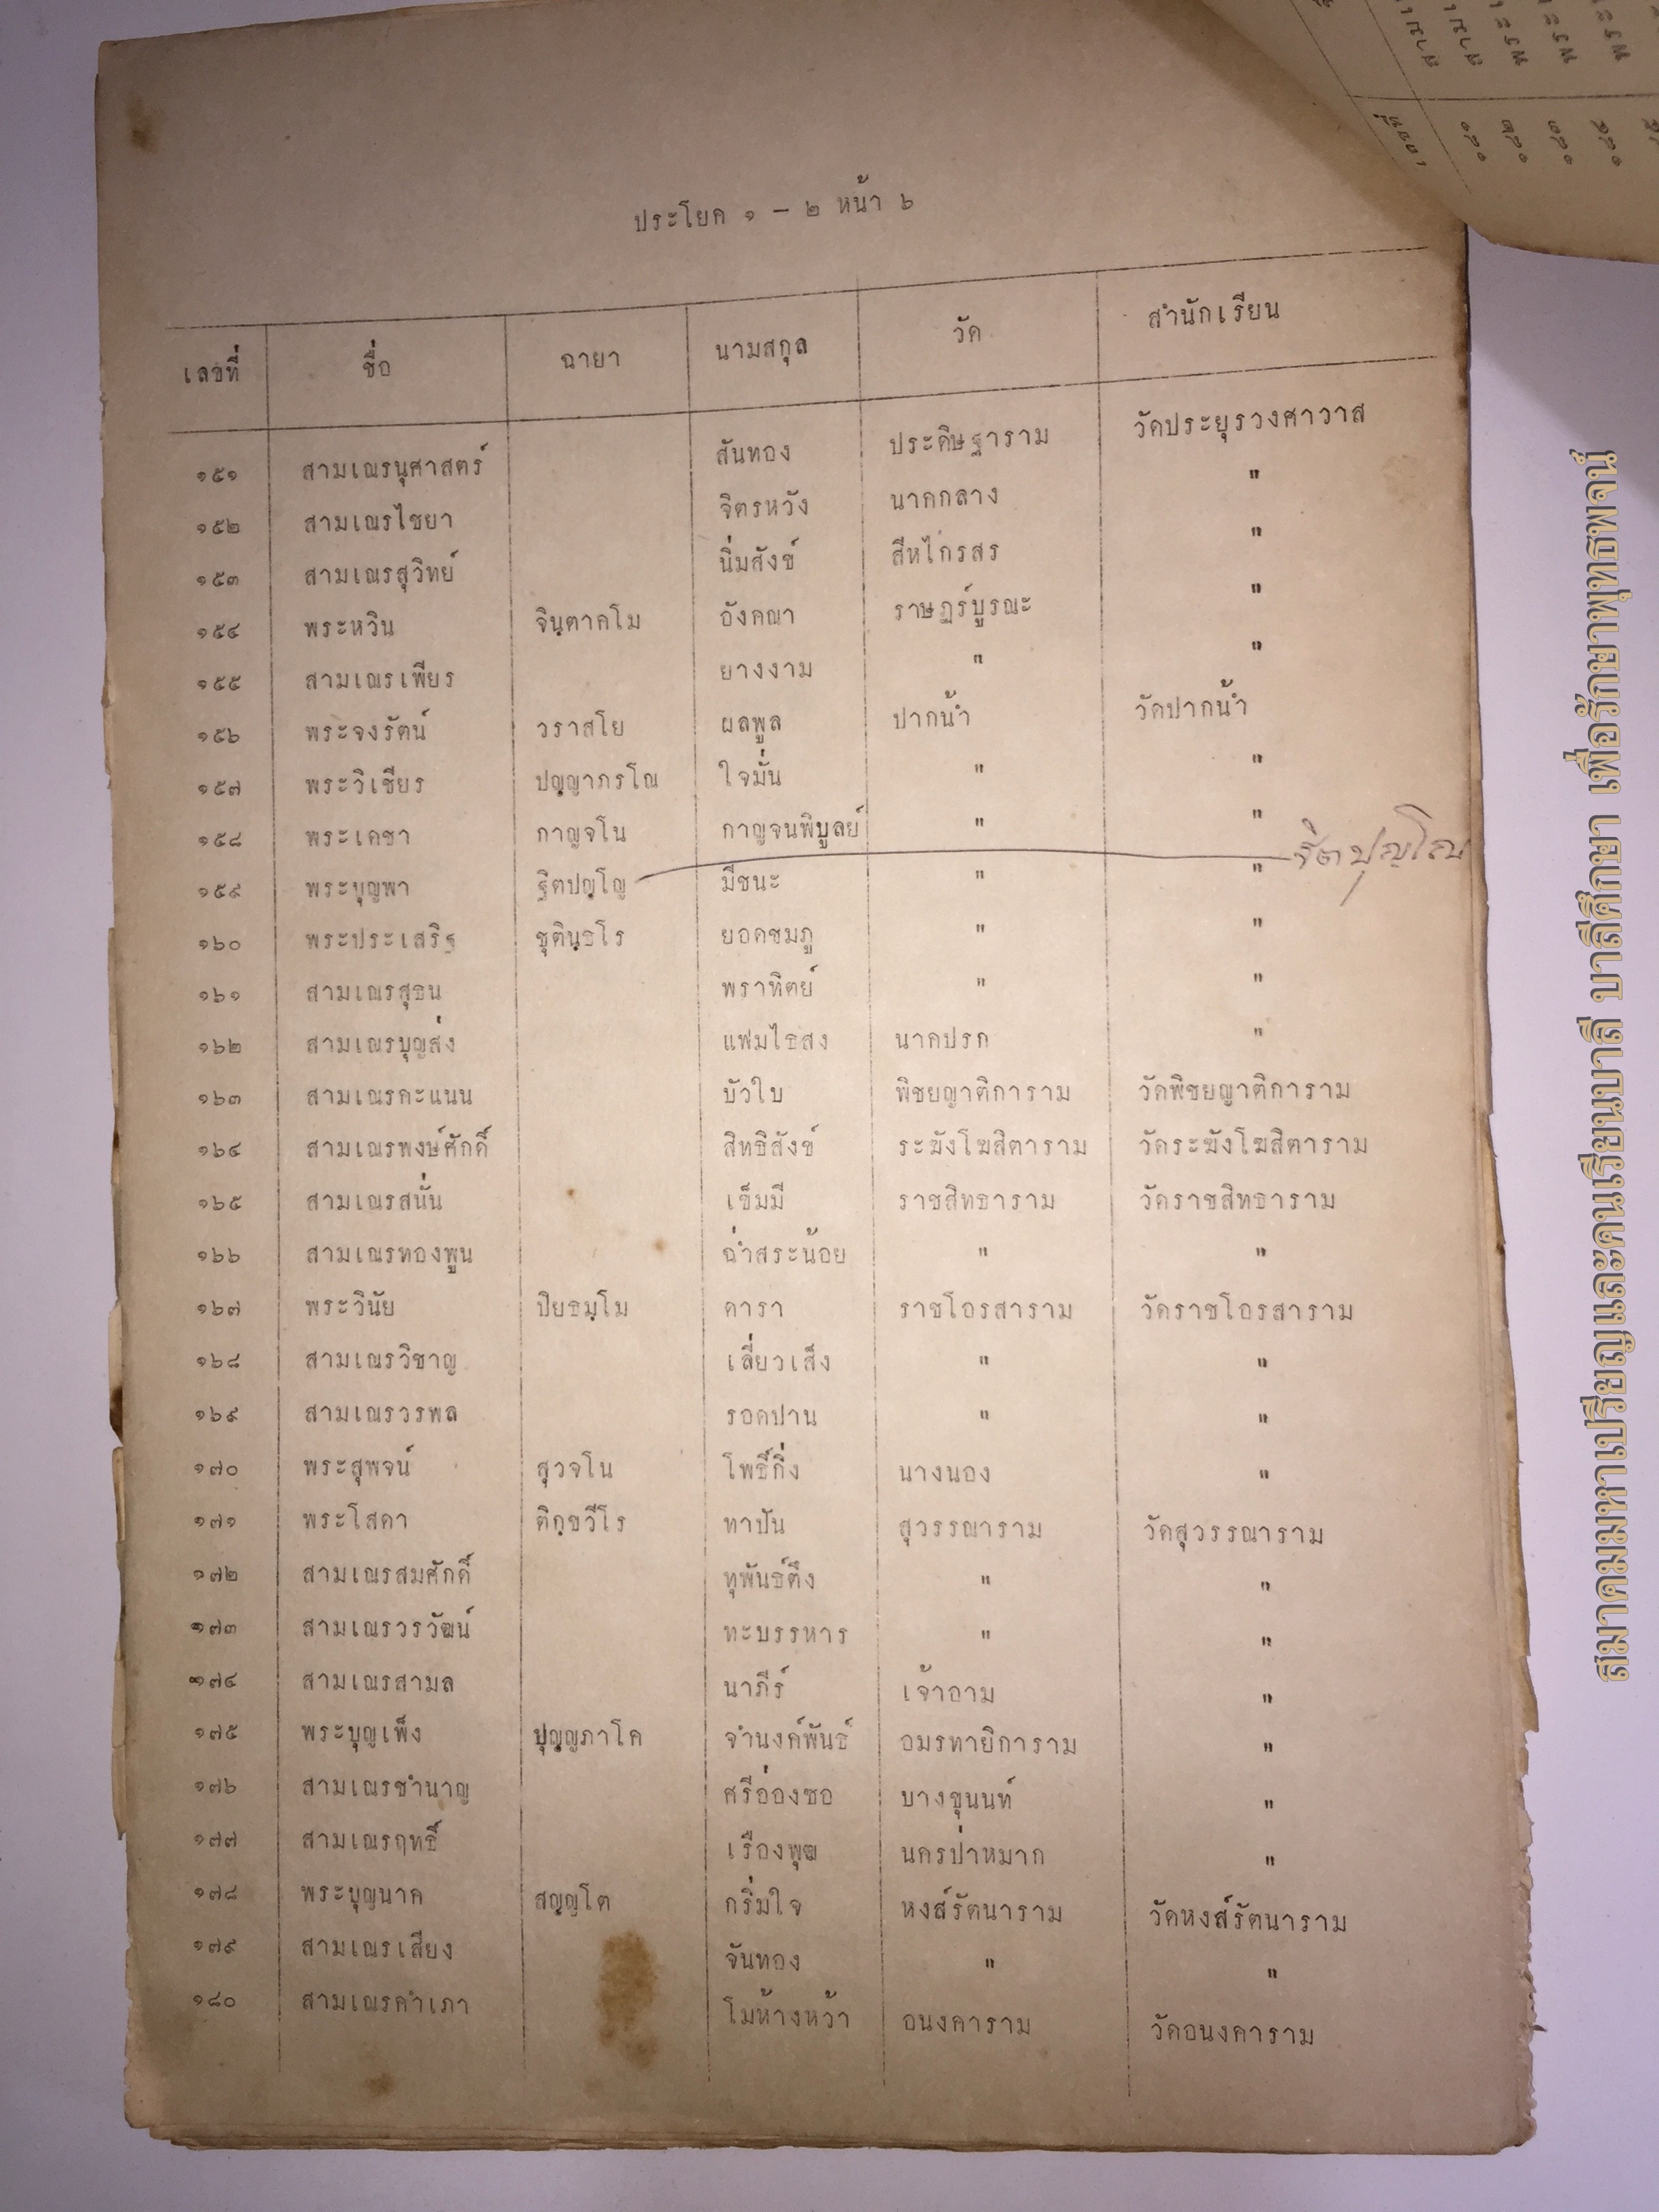 ประโยค ๑ - ๒ หน้า ๖
เลขที่ ชื่อ ฉายา นามสกุล วัด สำนักเรียน
๑๕๑ สามเณรนุศาสตร์ สันทอง ประดิษฐาราม วัดประยุรวงศาวาส
๑๕๒ สามเณรไชยา จิตรหวัง นาคกลาง "
๑๕๓ สามเณรสุวิทย์ นิ่มสังข์ สีหไกรสร "
๑๕๔ พระหวิน จินฺตาคโม อังคณา ราษฎร์บูรณะ "
๑๕๕ สามเณรเพียร ยางงาม " "
๑๕๖ พระจงรัตน์ วราสโย ผลพูล ปากน้ำ วัดปากน้ำ
๑๕๗ พระวิเชียร ปญฺญาภรโณ ใจมั่น " "
๑๕๘ พระเดชา กาญจโน กาญจนพิบูลย์ " "
๑๕๙ พระบุญพา ฐิตปญฺโญ มีชนะ " "
๑๖๐ พระประเสริฐ ชุตินฺธโร ยอดชมภู " "
๑๖๑ สามเณรสุธน พราทิตย์ " "
๑๖๒ สามเณรบุญส่ง แฟมไธสง นาคปรก "
๑๖๓ สามเณรคะแนน บัวใบ พิชยญาติการาม วัดพิชยญาติการาม
๑๖๔ สามเณรพงษ์ศักดิ์ สิทธิสังข์ ระฆังโฆสิตาราม วัดระฆังโฆสิตาราม
๑๖๕ สามเณรสนั่น เข็มมี ราชสิทธาราม วัดราชสิทธาราม
๑๖๖ สามเณรทองพูน ฉ่ำสระน้อย " "
๑๖๗ พระวินัย ปิยธมฺโม ดารา ราชโอรสาราม วัดราชโอรสาราม
๑๖๘ สามเณรวิชาญ เลี่ยวเส็ง " "
๑๖๙ สามเณรวรพล รอดปาน " "
๑๗๐ พระสุพจน์ สุวจโน โพธิ์กิ่ง นางนอง "
๑๗๑ พระโสดา ติกฺขวีโร ทาปัน สุวรรณาราม วัดสุวรรณาราม
๑๗๒ สามเณรสมศักดิ์ ทุพันธ์ตึง " "
๑๗๓ สามเณรวรวัฒน์ ทะบรรหาร " "
๑๗๔ สามเณรสามล นาภีร์ เจ้าอาม "
๑๗๕ พระบุญเพ็ง ปุญฺญภาโค จำนงค์พันธ์ อมรทายิการาม "
๑๗๖ สามเณรชำนาญ ศรีอ่องซอ บางขุนนท์ "
๑๗๗ สามเณรฤทธิ์ เรืองพุฒ นครป่าหมาก "
๑๗๘ พระบุญนาค สญฺญโต กริ่มใจ หงส์รัตนาราม วัดหงส์รัตนาราม
๑๗๙ สามเณรเสียง จันทอง " "
๑๘๐ สามเณรคำเภา โมห้างหว้า อนงคาราม วัดอนงคาราม
สมาคมมหาเปรียญและคนเรียนบาลี บาลีศึกษา เพื่อรักษาพุทธพจน์